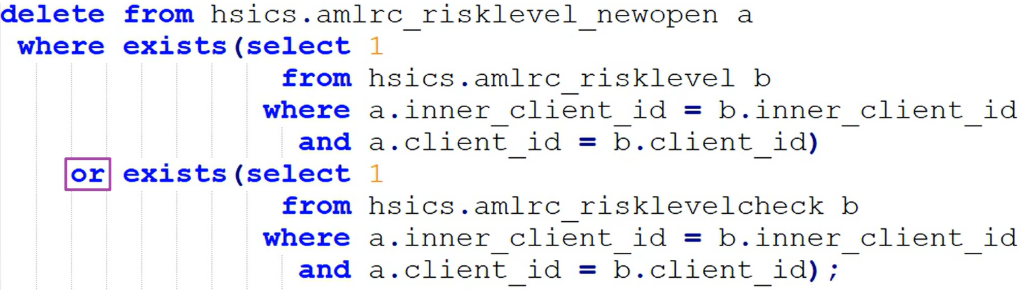 delete from hsics.amlrc_risklevel_newopen a
where exists(select 1
from hsics.amlrc_risklevel b
where a.inner_client_id = b.inner_client_id
and a.client_id = b.client_id)
or exists(select 1
from hsics.amlrc_risklevelcheck b
where a.inner_client_id = b.inner_client_id
and a.client_id = b.client_id);